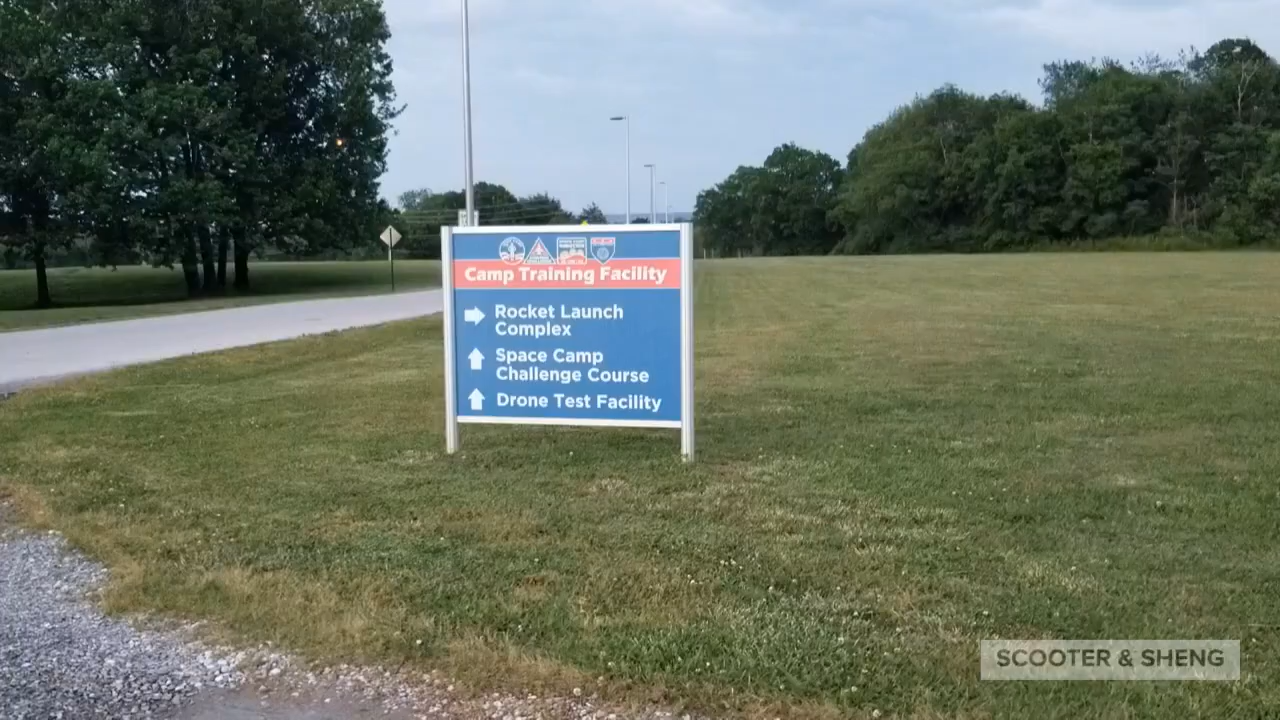 Camp Training Facility
Rocket Launch
Complex
Space Camp
Challenge Course
Drone Test Facility
SCOOTER & SHENG